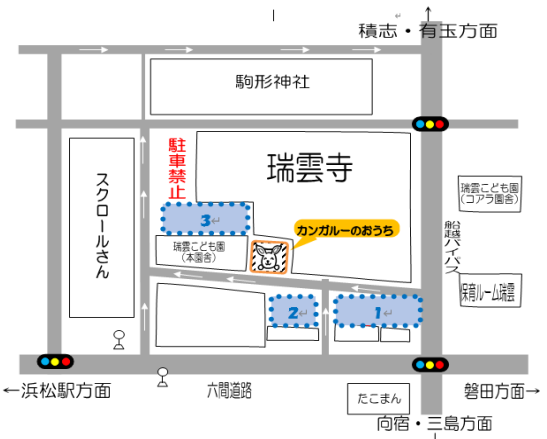 積志・有玉方面
駒形神社
駐車禁止
瑞雲寺
スクロールさん
瑞雲こども園
（コアラ園舎）
船越バイパス
3
カンガルーのおうち
瑞雲こども園
（本園舎）
保育ルーム瑞雲
2
1
←浜松駅方面
六間道路
たこまん
磐田方面→
向宿・三島方面